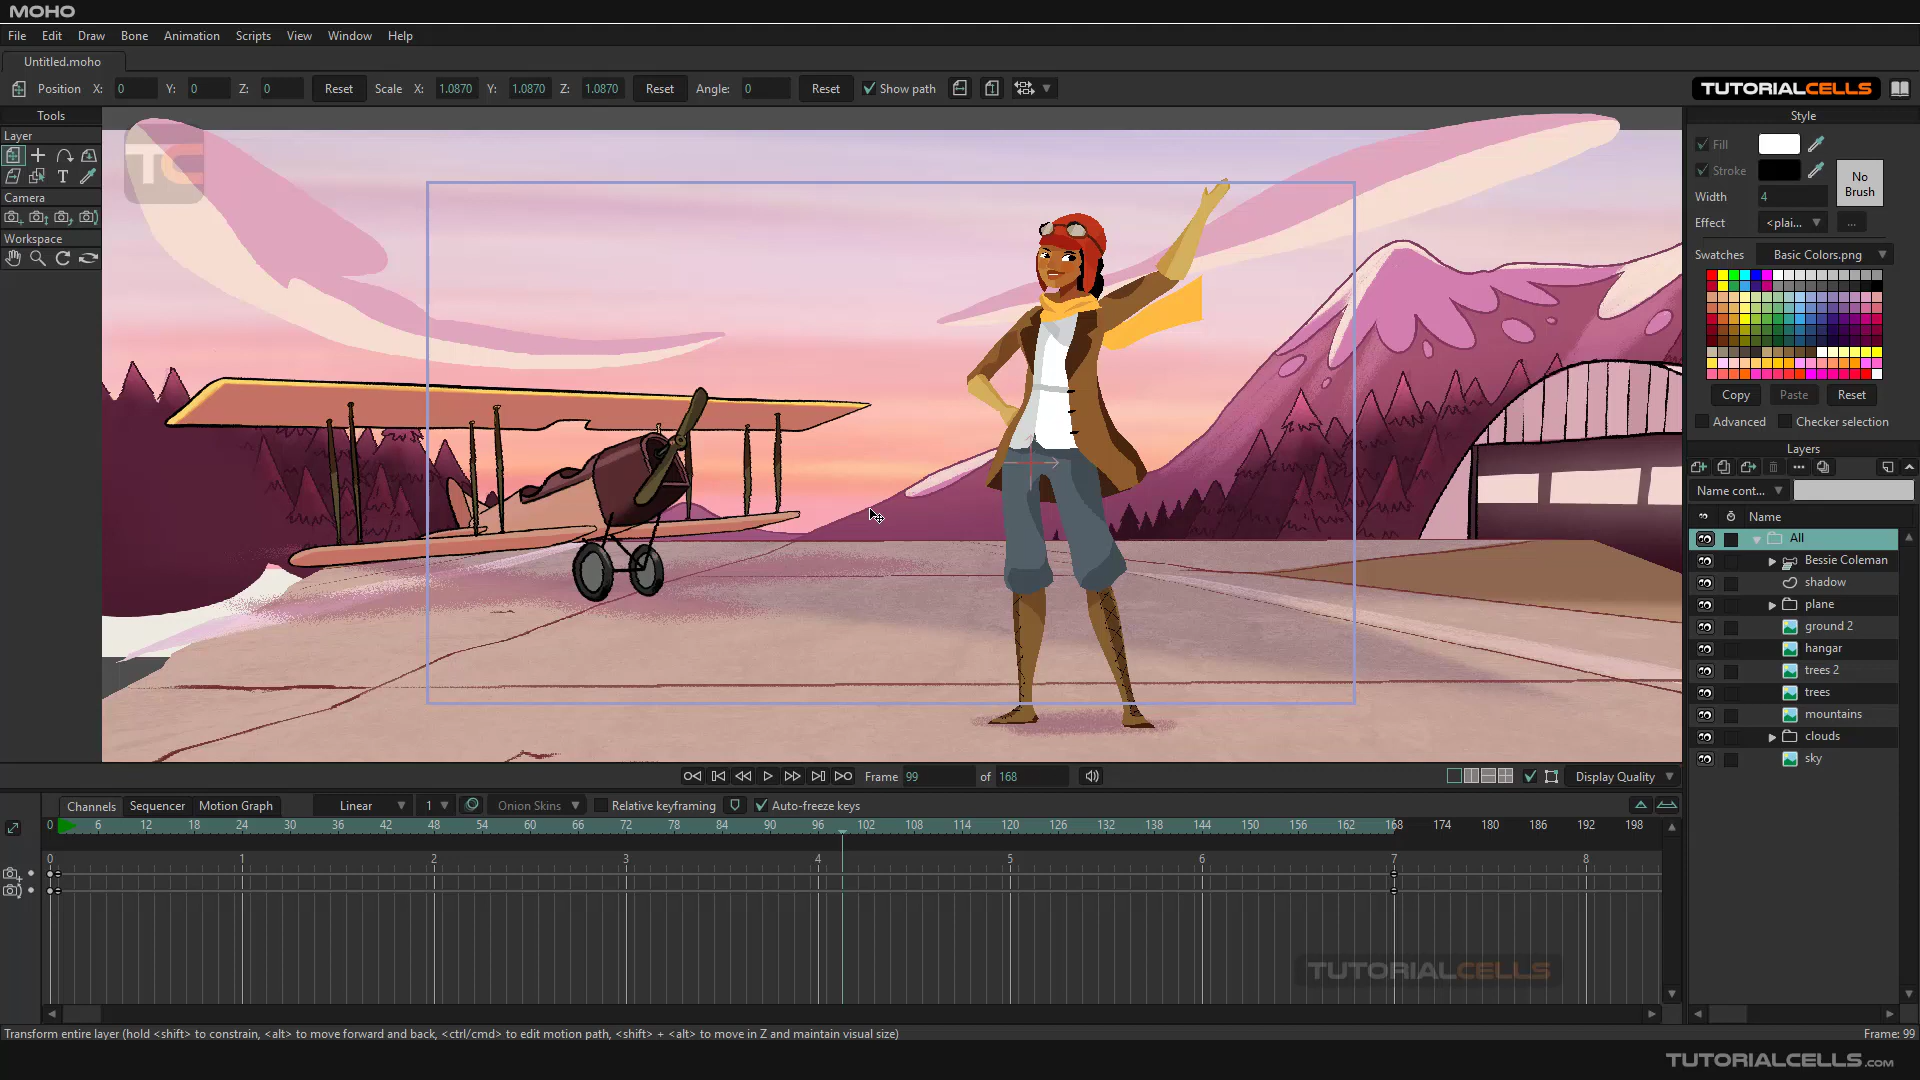 MOHO
File Edit Draw Bone Animation Scripts View Window Help
Untitled.moho
Position X: 0 Y: 0 Z: 0 Reset Scale X: 1.0870 Y: 1.0870 Z: 1.0870 Reset Angle: 0 Reset Show path TUTORIALCELLS
Tools
Layer
T
Camera
Workspace
TC
Style
Fill
Stroke
No
Brush
Width 4
Effect <plai... ...
Swatches Basic Colors.png
Copy Paste Reset
Advanced Checker selection
Layers
Name cont...
Name
All
Bessie Coleman
shadow
plane
ground 2
hangar
trees 2
trees
mountains
clouds
sky
Frame 99 of 168 Display Quality
Channels Sequencer Motion Graph Linear 1 Onion Skins Relative keyframing Auto-freeze keys
0 6 12 18 24 30 36 42 48 54 60 66 72 78 84 90 96 102 108 114 120 126 132 138 144 150 156 162 168 174 180 186 192 198
0 1 2 3 4 5 6 7 8
TUTORIALCELLS
Transform entire layer (hold <shift> to constrain, <alt> to move forward and back, <ctrl/cmd> to edit motion path, <shift> + <alt> to move in Z and maintain visual size) Frame: 99
TUTORIALCELLS.COM